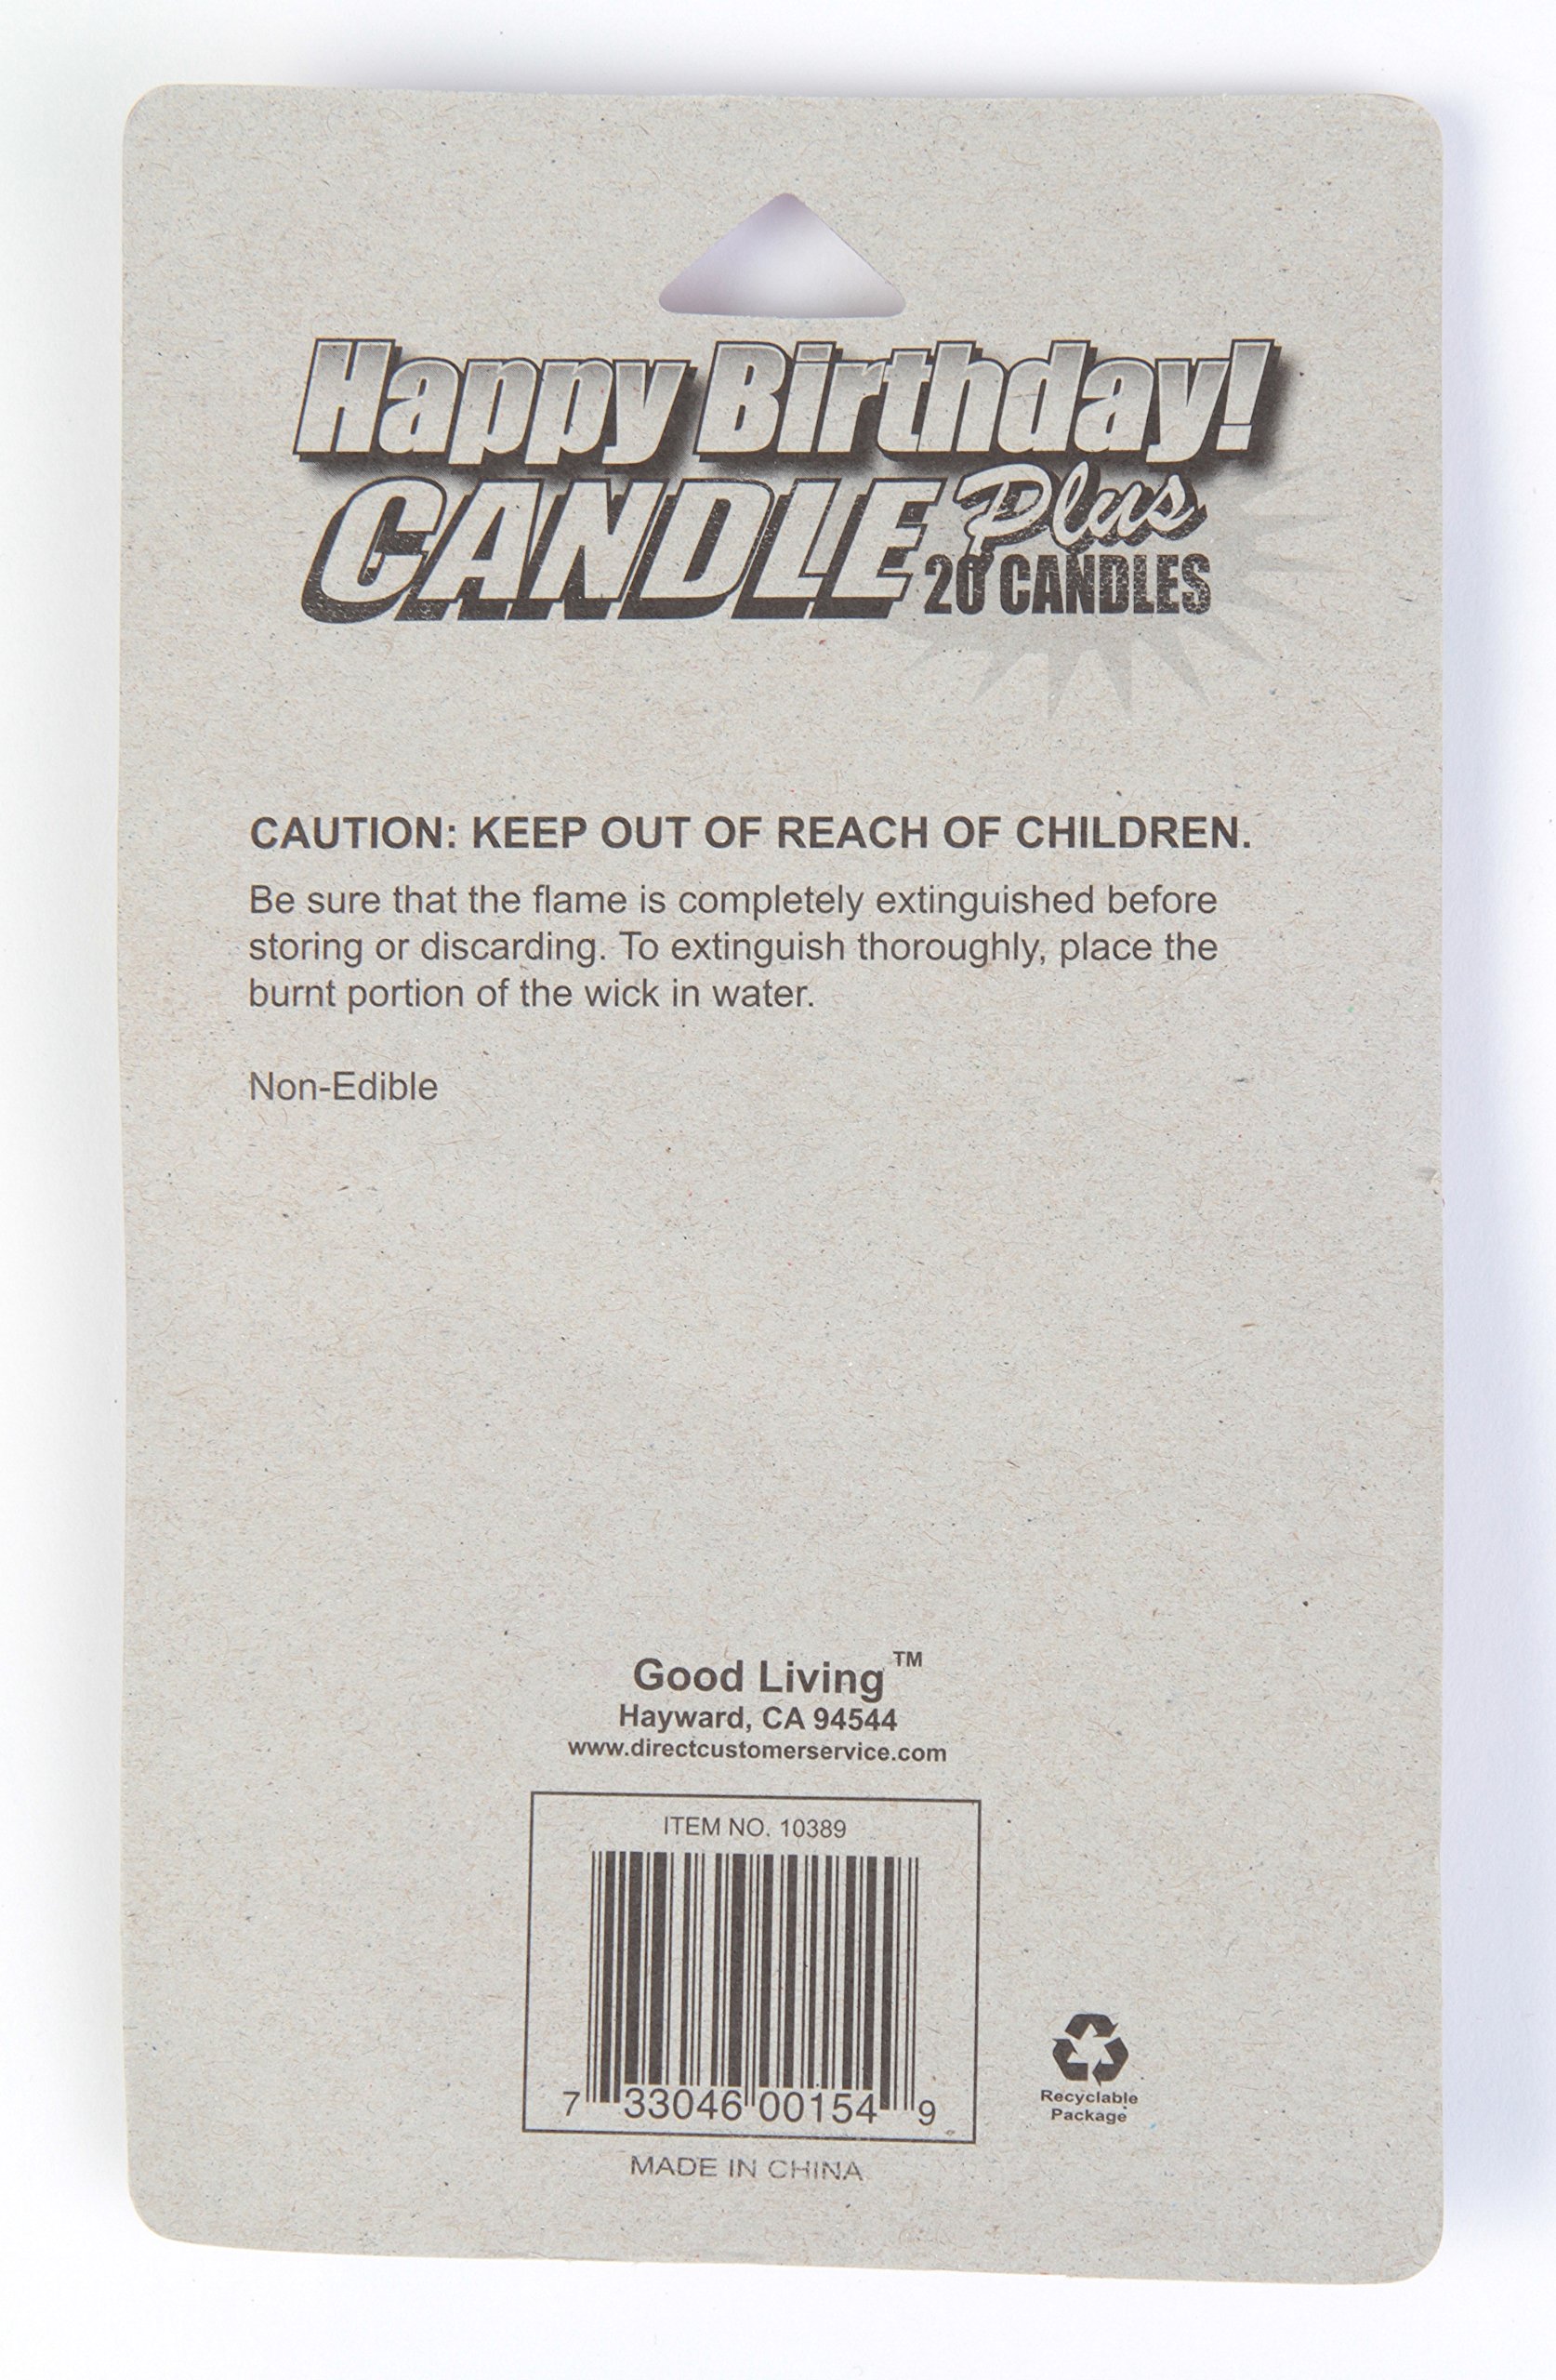 Happy Birthday!
CANDLE Plus
20 CANDLES
CAUTION: KEEP OUT OF REACH OF CHILDREN.
Be sure that the flame is completely extinguished before
storing or discarding. To extinguish thoroughly, place the
burnt portion of the wick in water.
Non-Edible
Good Living™
Hayward, CA 94544
www.directcustomerservice.com
ITEM NO. 10389
7 33046 00154 9
Recyclable
Package
MADE IN CHINA